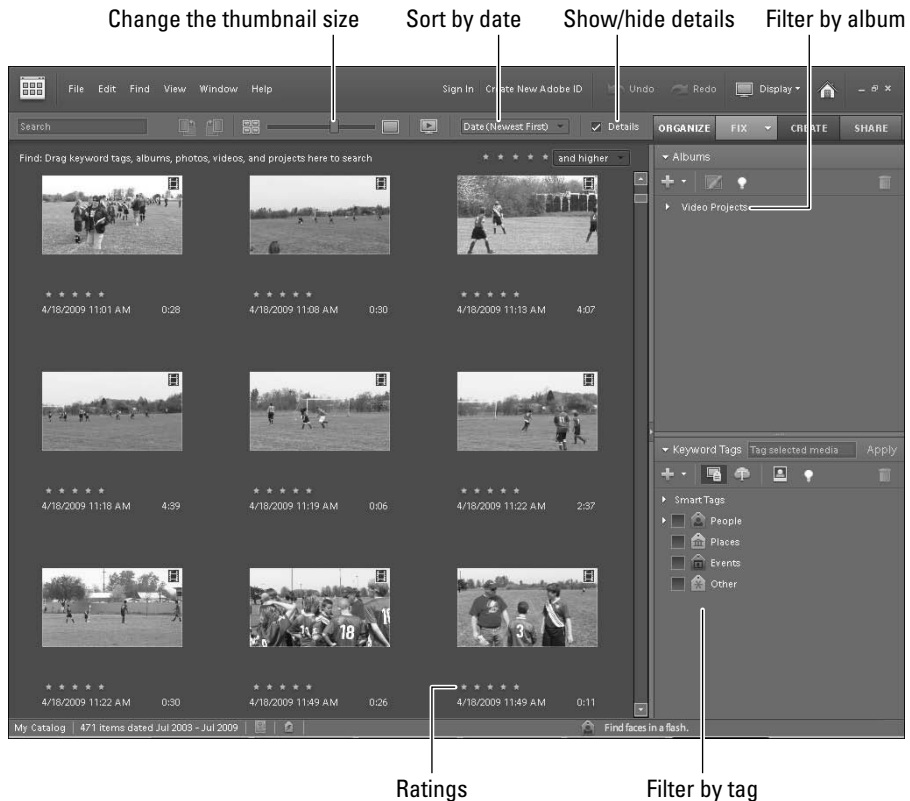 Change the thumbnail size
Sort by date
Show/hide details
Filter by album
File Edit Find View Window Help
Sign In Create New Adobe ID
Undo
Redo
Display
Search
Date (Newest First)
Details
ORGANIZE
FIX
CREATE
SHARE
Find: Drag keyword tags, albums, photos, videos, and projects here to search
and higher
Albums
Video Projects
4/18/2009 11:01 AM 0:28
4/18/2009 11:08 AM 0:30
4/18/2009 11:13 AM 4:07
4/18/2009 11:18 AM 4:39
4/18/2009 11:19 AM 0:06
4/18/2009 11:22 AM 2:37
Keyword Tags
Tag selected media
Apply
Smart Tags
People
Places
Events
Other
18
18
3
4/18/2009 11:22 AM 0:30
4/18/2009 11:49 AM 0:26
4/18/2009 11:49 AM 0:11
My Catalog
471 items dated Jul 2003 - Jul 2009
Find faces in a flash.
Ratings
Filter by tag